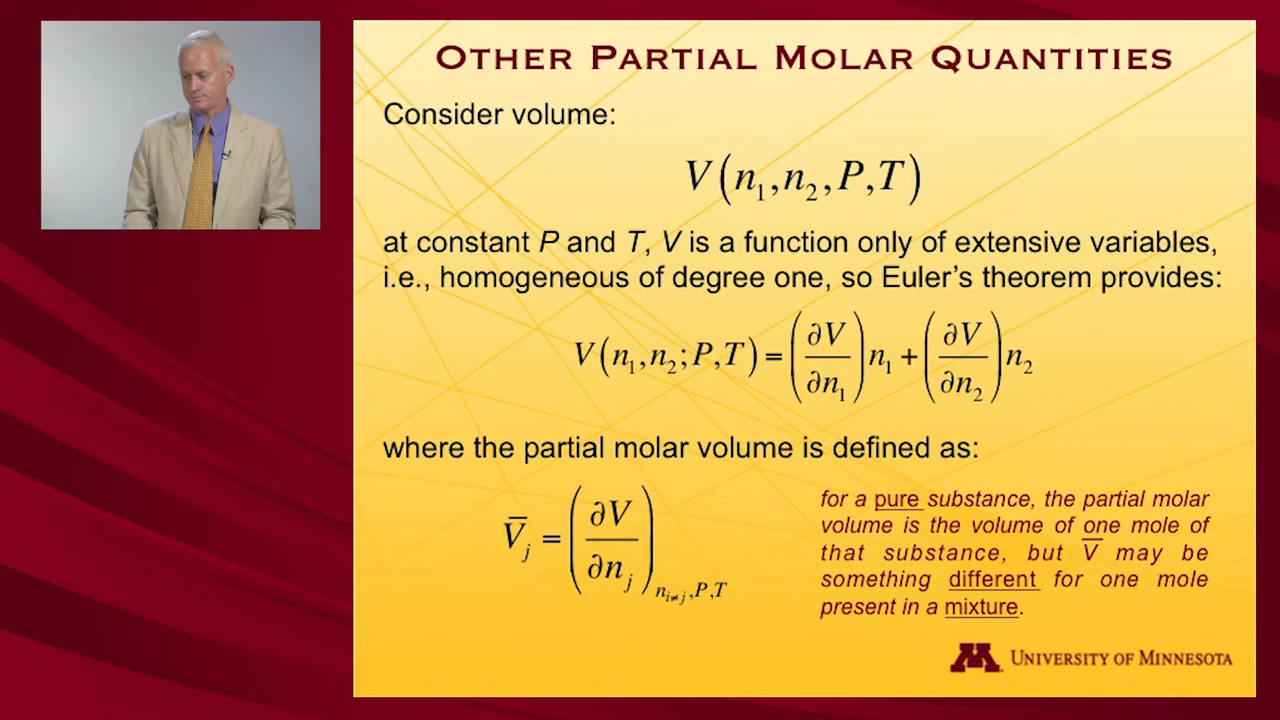 OTHER PARTIAL MOLAR QUANTITIES
Consider volume:
V(n₁,n₂,P,T)
at constant P and T, V is a function only of extensive variables,
i.e., homogeneous of degree one, so Euler's theorem provides:
V(n₁,n₂;P,T) = (∂V/∂n₁)n₁ + (∂V/∂n₂)n₂
where the partial molar volume is defined as:
V̄ⱼ = (∂V/∂nⱼ)ₙᵢ≠ⱼ,P,T
for a pure substance, the partial molar
volume is the volume of one mole of
that substance, but V̄ may be
something different for one mole
present in a mixture.
M UNIVERSITY OF MINNESOTA